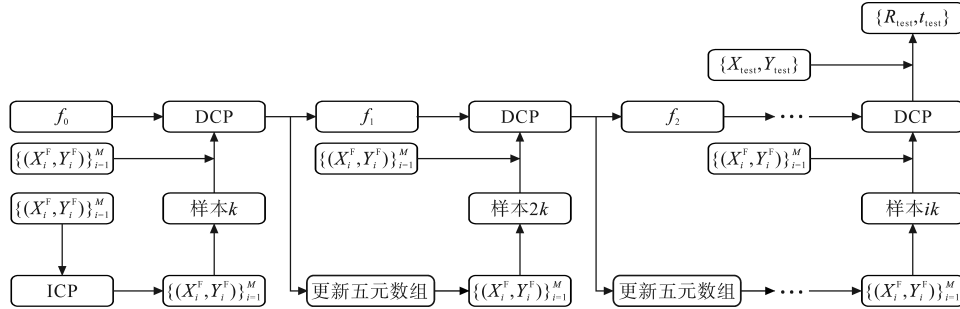 {R_test, t_test}
{X_test, Y_test}
f_0 DCP f_1 DCP f_2 ··· DCP
{(X_i^F, Y_i^F)}_{i=1}^M {(X_i^F, Y_i^F)}_{i=1}^M {(X_i^F, Y_i^F)}_{i=1}^M
{(X_i^F, Y_i^F)}_{i=1}^M 样本k 样本2k 样本ik
ICP {(X_i^F, Y_i^F)}_{i=1}^M 更新五元数组 {(X_i^F, Y_i^F)}_{i=1}^M 更新五元数组 ··· {(X_i^F, Y_i^F)}_{i=1}^M